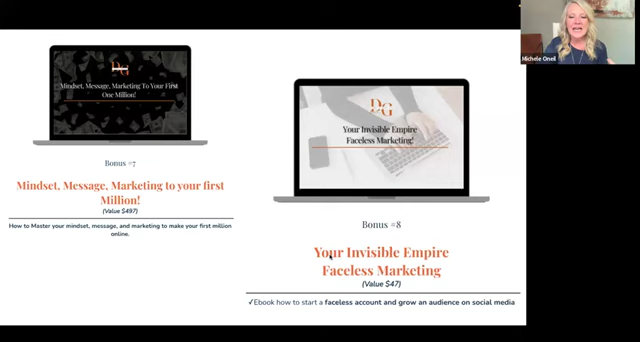 DG
Mindset, Message, Marketing To Your First
One Million!
Bonus #7
Mindset, Message, Marketing to your first
Million!
(Value $497)
How to Master your mindset, message, and marketing to make your first million
online.
DG
Your Invisible Empire
Faceless Marketing!
Bonus #8
Your Invisible Empire
Faceless Marketing
(Value $47)
✓Ebook how to start a faceless account and grow an audience on social media
Michele Oneil